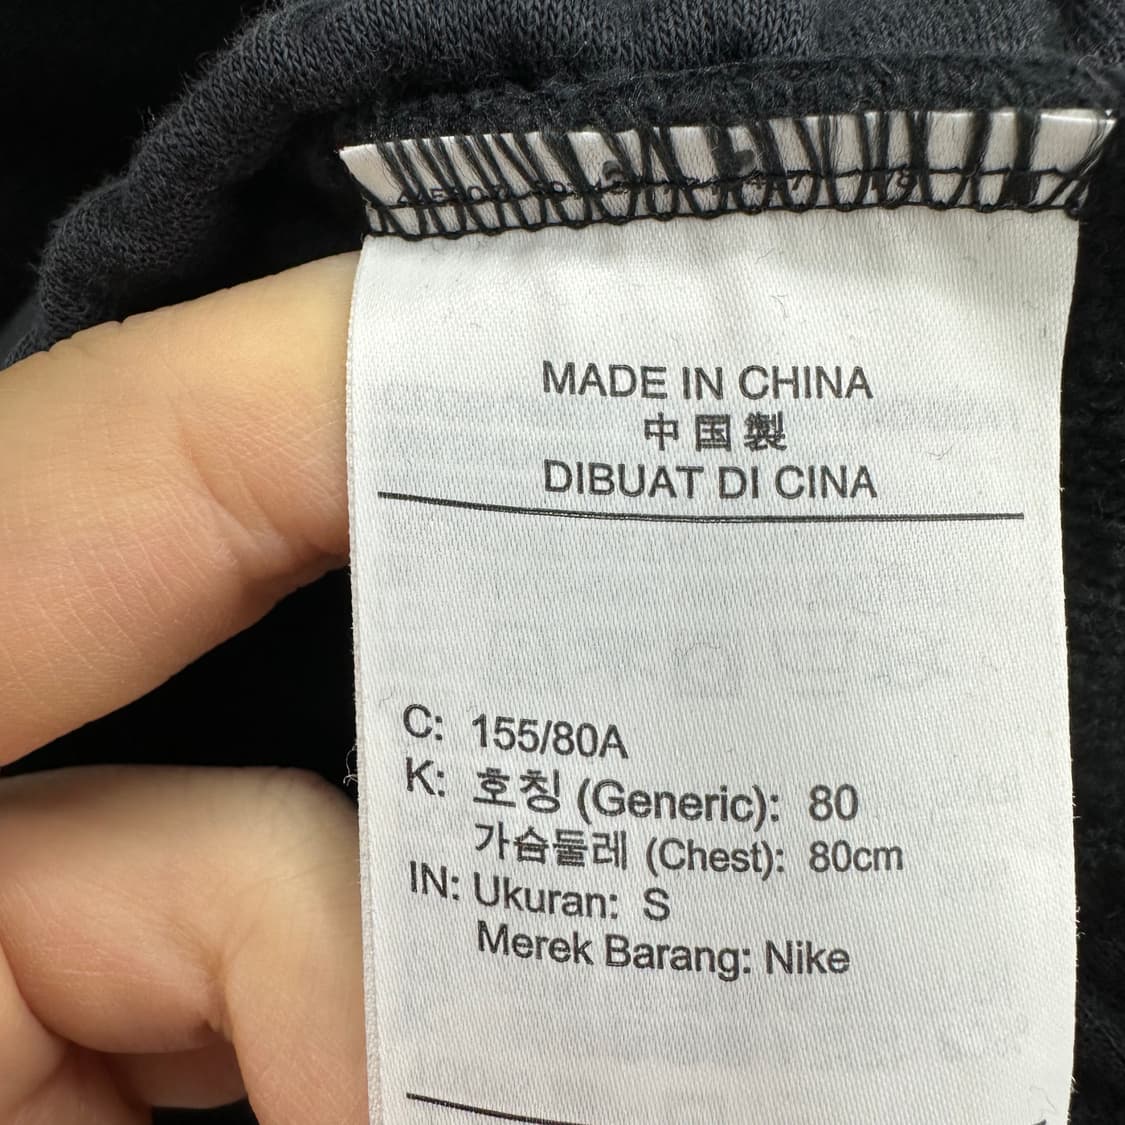 MADE IN CHINA
中国製
DIBUAT DI CINA
C: 155/80A
K: 호칭 (Generic): 80
가슴둘레 (Chest): 80cm
IN: Ukuran: S
Merek Barang: Nike